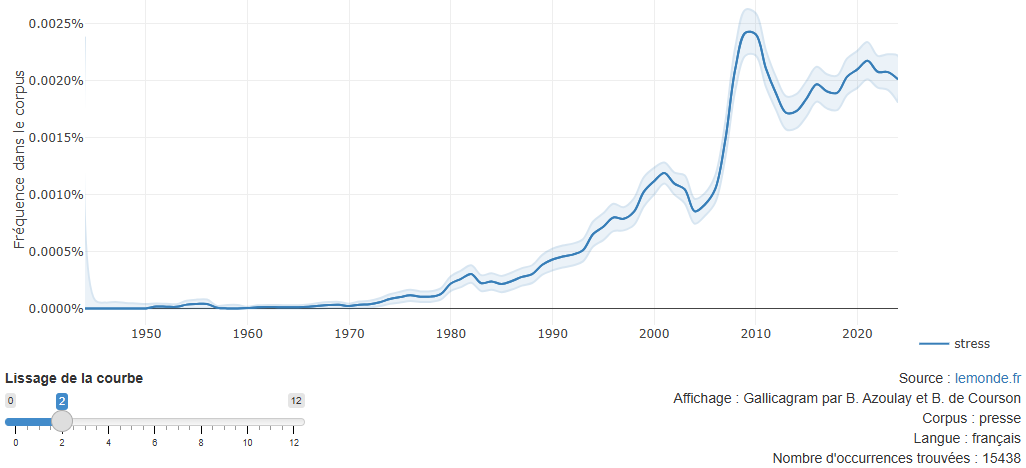 0.0025%
0.0020%
0.0015%
0.0010%
0.0005%
0.0000%
Fréquence dans le corpus
1950 1960 1970 1980 1990 2000 2010 2020
stress
Lissage de la courbe
0 2 12
0 2 4 6 8 10 12
Source : lemonde.fr
Affichage : Gallicagram par B. Azoulay et B. de Courson
Corpus : presse
Langue : français
Nombre d'occurrences trouvées : 15438